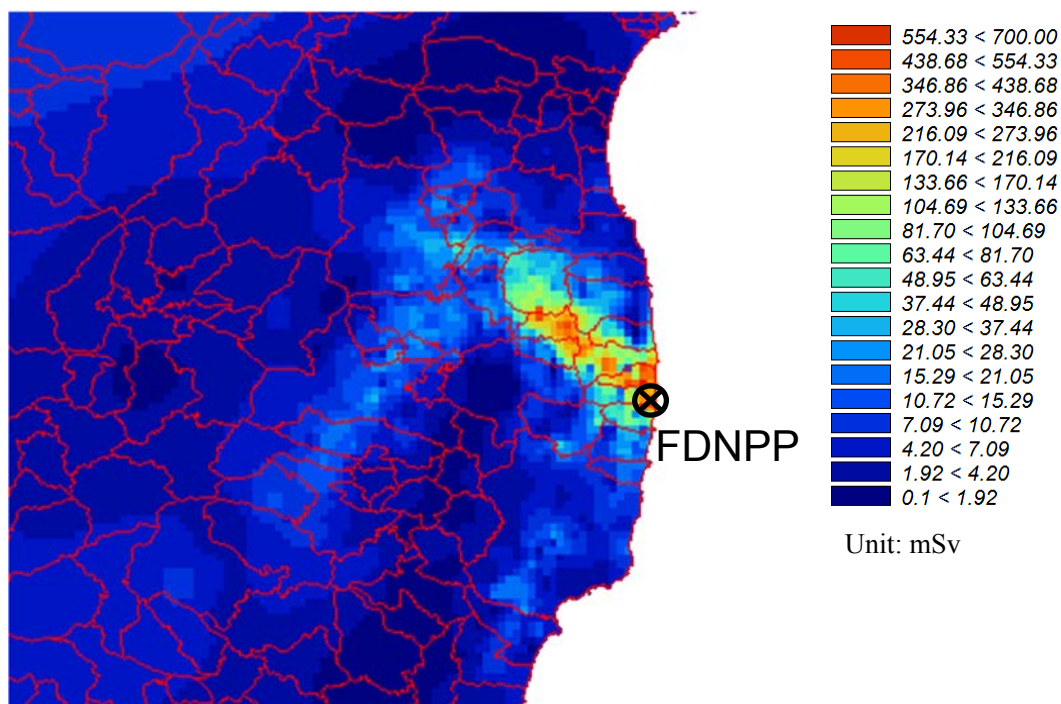 554.33 < 700.00
438.68 < 554.33
346.86 < 438.68
273.96 < 346.86
216.09 < 273.96
170.14 < 216.09
133.66 < 170.14
104.69 < 133.66
81.70 < 104.69
63.44 < 81.70
48.95 < 63.44
37.44 < 48.95
28.30 < 37.44
21.05 < 28.30
15.29 < 21.05
10.72 < 15.29
7.09 < 10.72
4.20 < 7.09
1.92 < 4.20
0.1 < 1.92
FDNPP
Unit: mSv